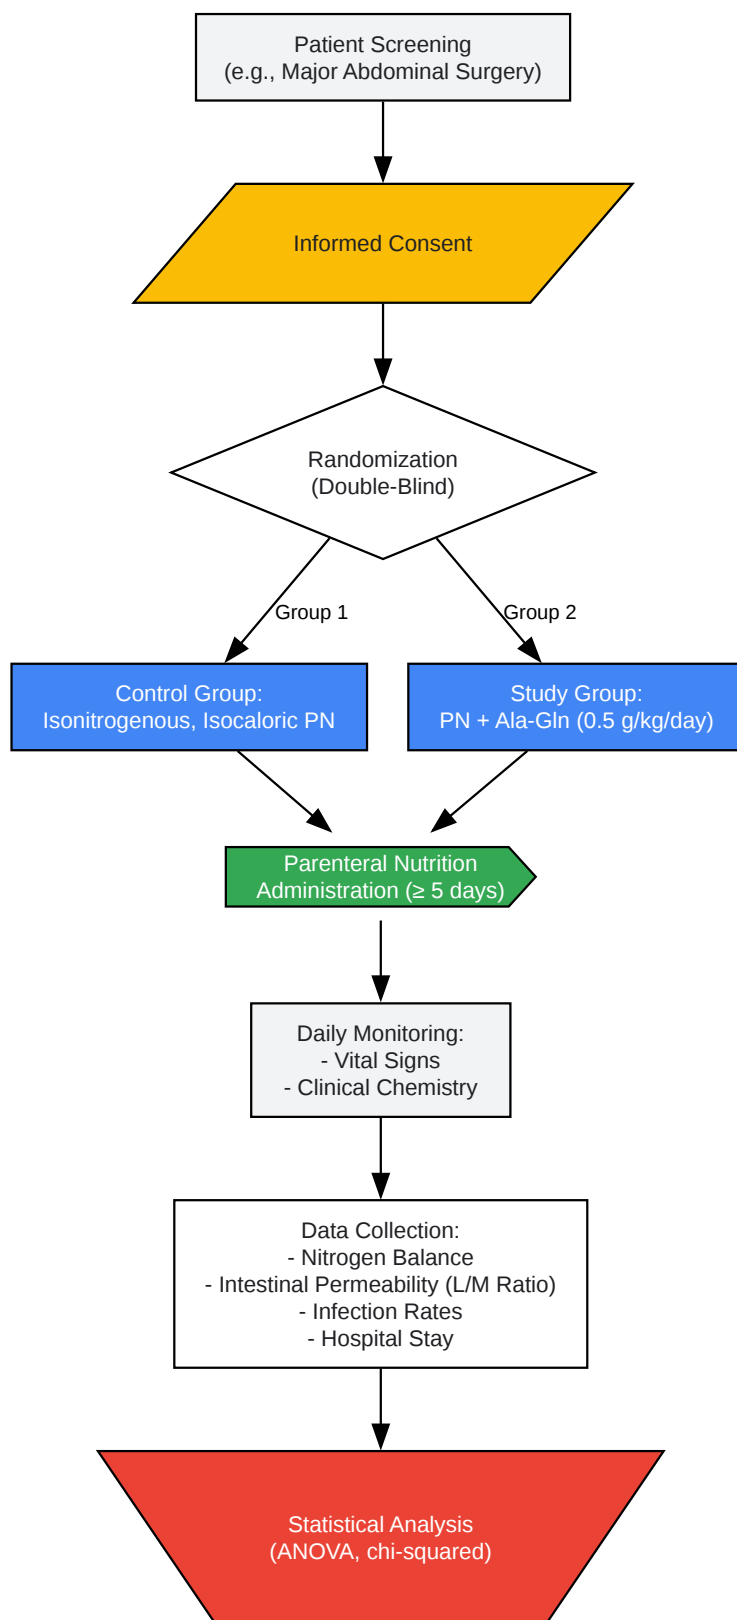 Patient Screening
(e.g., Major Abdominal Surgery)
Informed Consent
Randomization
(Double-Blind)
Group 1
Group 2
Control Group:
Isonitrogenous, Isocaloric PN
Study Group:
PN + Ala-Gln (0.5 g/kg/day)
Parenteral Nutrition
Administration (≥ 5 days)
Daily Monitoring:
- Vital Signs
- Clinical Chemistry
Data Collection:
- Nitrogen Balance
- Intestinal Permeability (L/M Ratio)
- Infection Rates
- Hospital Stay
Statistical Analysis
(ANOVA, chi-squared)